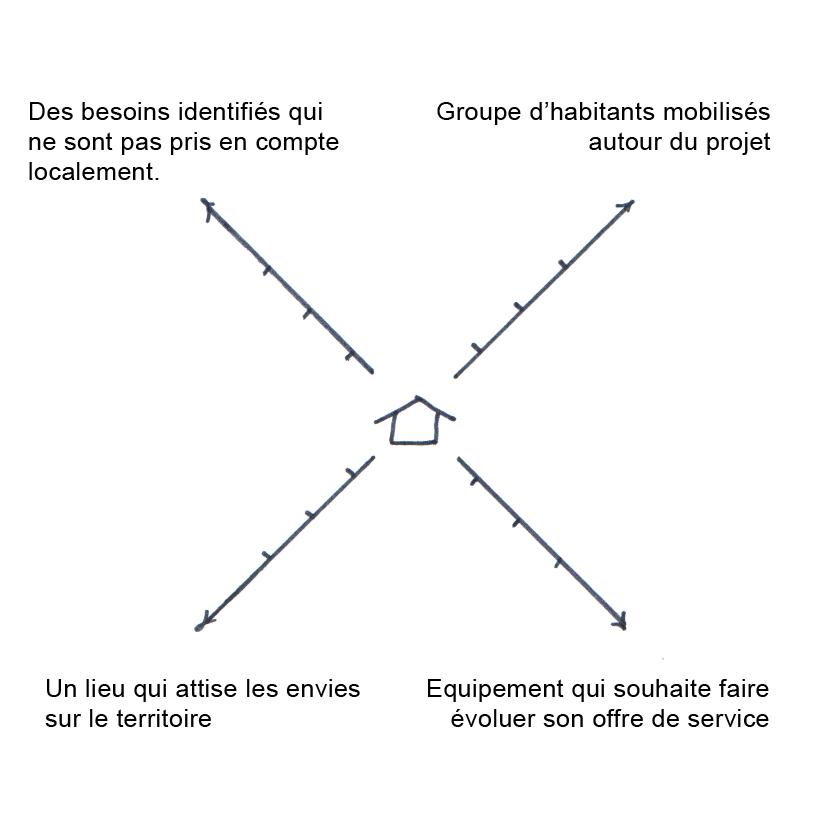 Des besoins identifiés qui
ne sont pas pris en compte
localement.
Groupe d’habitants mobilisés
autour du projet
Un lieu qui attise les envies
sur le territoire
Equipement qui souhaite faire
évoluer son offre de service